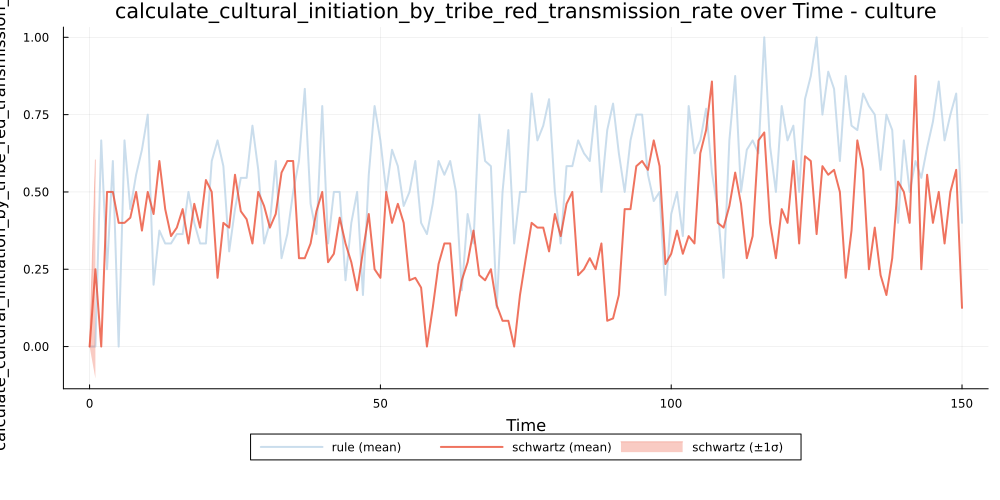 calculate_cultural_initiation_by_tribe_red_transmission_rate over Time - culture
calculate_cultural_initiation_by_tribe_red_transmission_
1.00
0.75
0.50
0.25
0.00
0
50
100
150
Time
rule (mean)
schwartz (mean)
schwartz (±1σ)